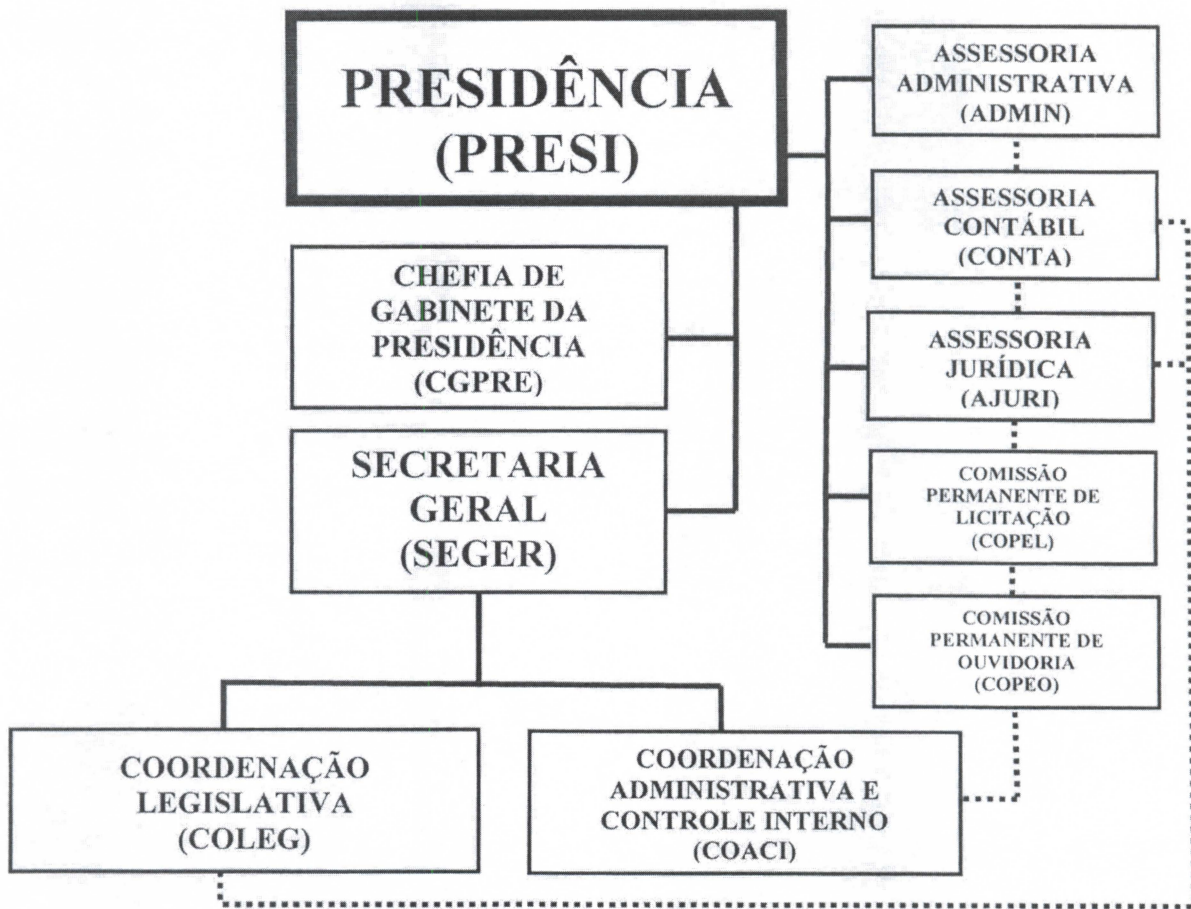 PRESIDÊNCIA
(PRESI)
CHEFIA DE
GABINETE DA
PRESIDÊNCIA
(CGPRE)
SECRETARIA
GERAL
(SEGER)
COORDENAÇÃO
LEGISLATIVA
(COLEG)
COORDENAÇÃO
ADMINISTRATIVA E
CONTROLE INTERNO
(COACI)
ASSESSORIA
ADMINISTRATIVA
(ADMIN)
ASSESSORIA
CONTÁBIL
(CONTA)
ASSESSORIA
JURÍDICA
(AJURI)
COMISSÃO
PERMANENTE DE
LICITAÇÃO
(COPEL)
COMISSÃO
PERMANENTE DE
OUVIDORIA
(COPEO)